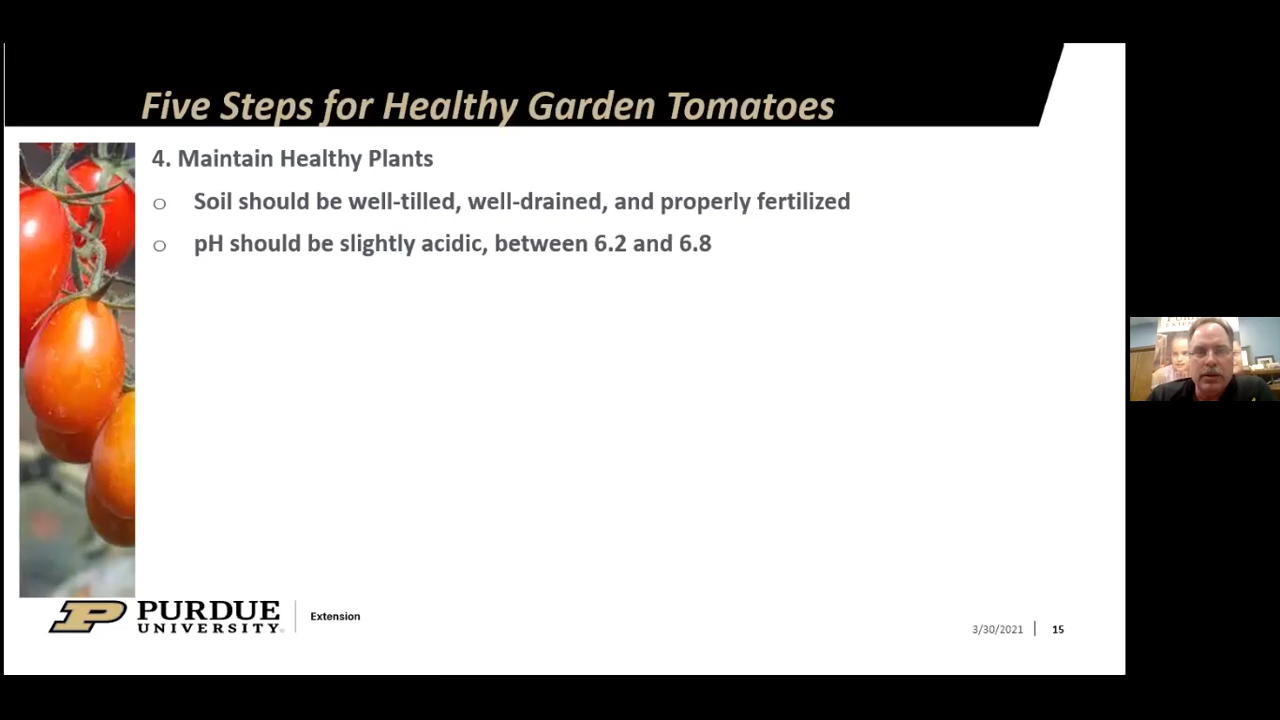 Five Steps for Healthy Garden Tomatoes
4. Maintain Healthy Plants
o Soil should be well-tilled, well-drained, and properly fertilized
o pH should be slightly acidic, between 6.2 and 6.8
PURDUE
UNIVERSITY
Extension
3/30/2021
15